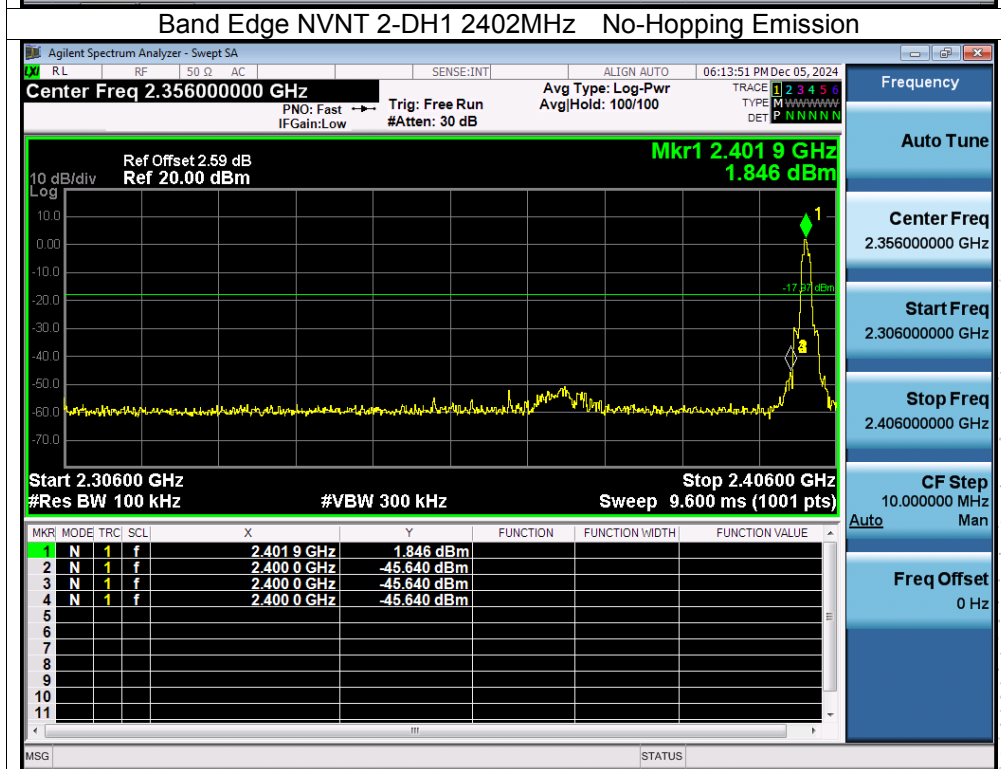 Band Edge NVNT 2-DH1 2402MHz No-Hopping Emission
Agilent Spectrum Analyzer - Swept SA
LXI RL RF 50 Ω AC SENSE:INT ALIGN AUTO 06:13:51 PM Dec 05, 2024
Center Freq 2.356000000 GHz
PNO: Fast
IFGain:Low
Trig: Free Run
#Atten: 30 dB
Avg Type: Log-Pwr
Avg|Hold: 100/100
TRACE 1 2 3 4 5 6
TYPE M WWWWW
DET P N N N N N
Frequency
Auto Tune
Center Freq
2.356000000 GHz
Start Freq
2.306000000 GHz
Stop Freq
2.406000000 GHz
CF Step
10.000000 MHz
Auto Man
Freq Offset
0 Hz
Mkr1 2.401 9 GHz
1.846 dBm
Ref Offset 2.59 dB
10 dB/div Ref 20.00 dBm
Log
10.0
0.00
-10.0
-20.0
-30.0
-40.0
-50.0
-60.0
-70.0
1
Start 2.30600 GHz Stop 2.40600 GHz
#Res BW 100 kHz #VBW 300 kHz Sweep 9.600 ms (1001 pts)
MKR MODE TRC SCL X Y FUNCTION FUNCTION WIDTH FUNCTION VALUE
1 N 1 f 2.401 9 GHz 1.846 dBm
2 N 1 f 2.400 0 GHz -45.640 dBm
3 N 1 f 2.400 0 GHz -45.640 dBm
4 N 1 f 2.400 0 GHz -45.640 dBm
5
6
7
8
9
10
11
MSG STATUS